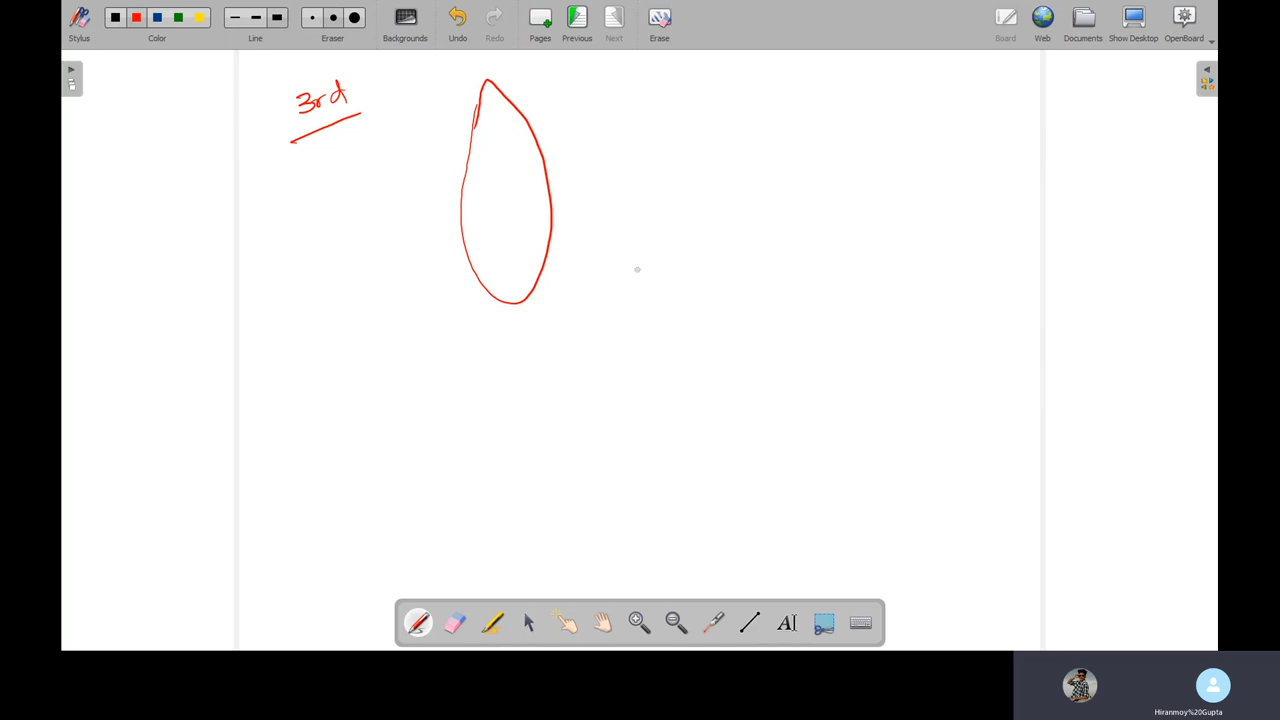 Stylus
Color
Line
Eraser
Backgrounds
Undo
Redo
Pages
Previous
Next
Erase
Board
Web
Documents
Show Desktop
OpenBoard
3rd
A
Hiranmoy%20Gupta